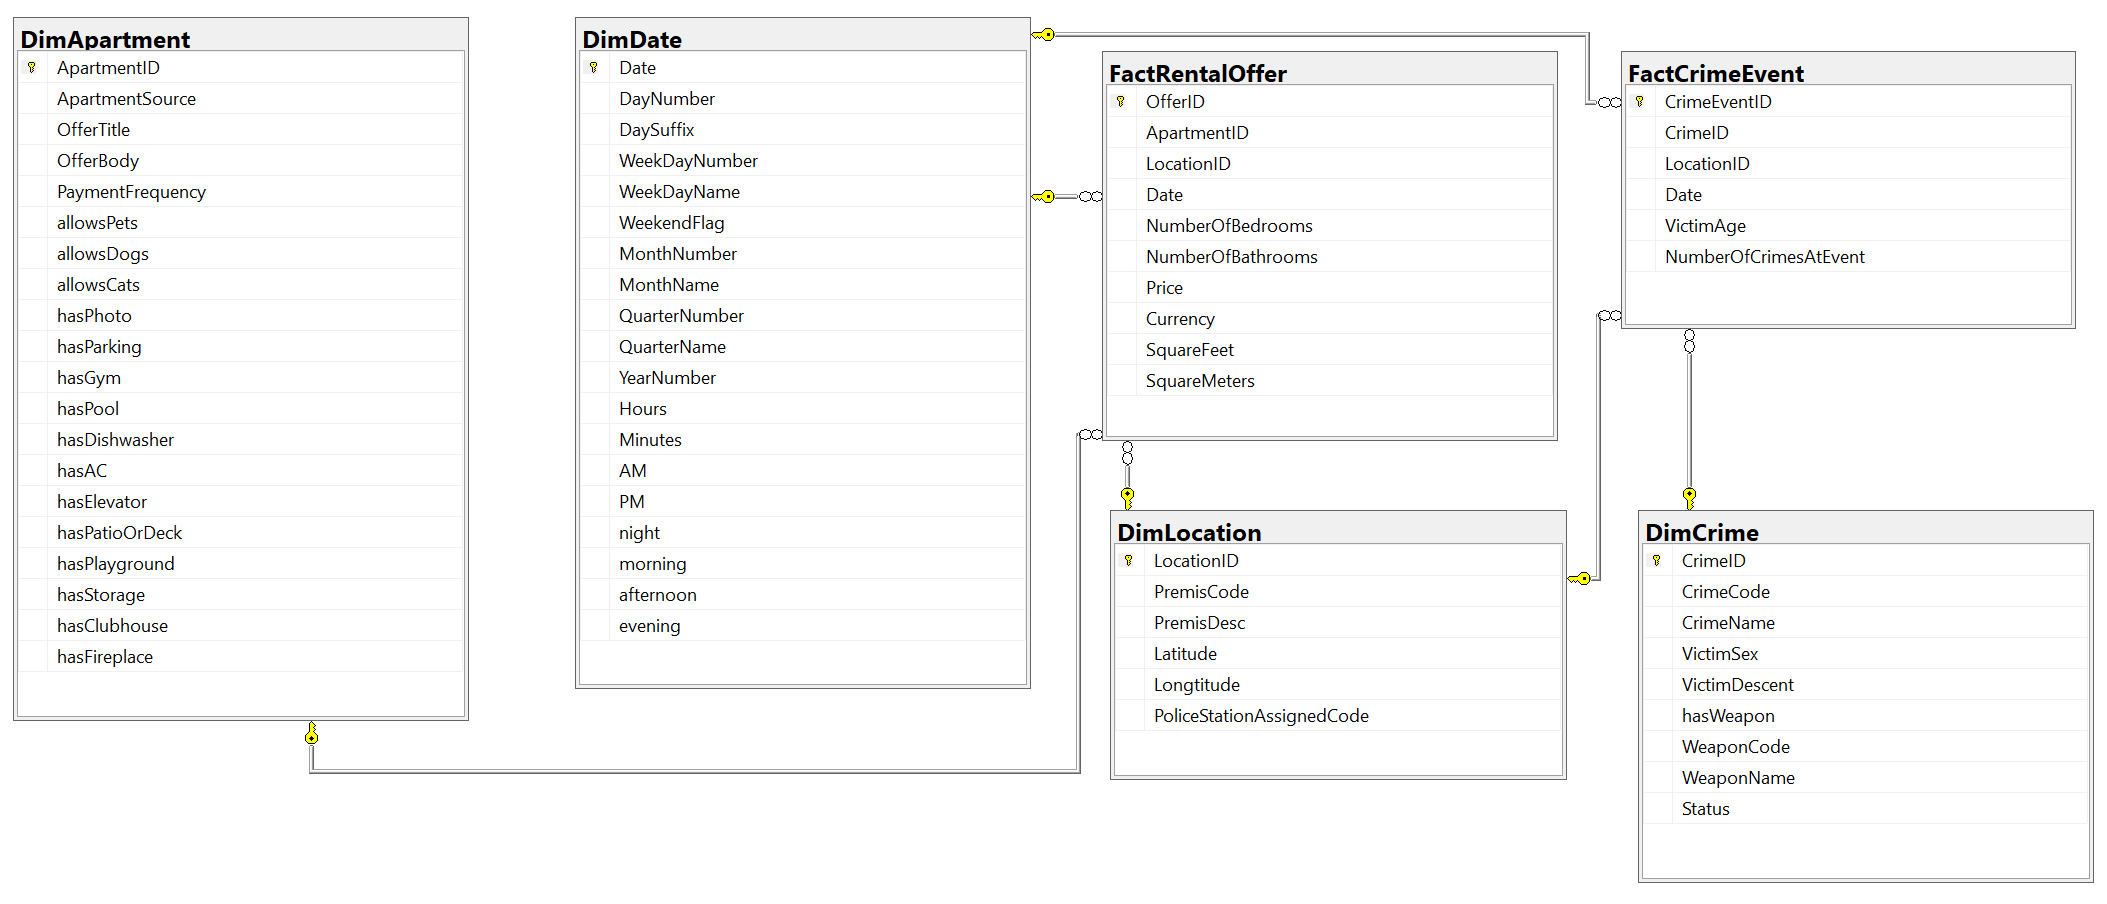 DimApartment
ApartmentID
ApartmentSource
OfferTitle
OfferBody
PaymentFrequency
allowsPets
allowsDogs
allowsCats
hasPhoto
hasParking
hasGym
hasPool
hasDishwasher
hasAC
hasElevator
hasPatioOrDeck
hasPlayground
hasStorage
hasClubhouse
hasFireplace
DimDate
Date
DayNumber
DaySuffix
WeekDayNumber
WeekDayName
WeekendFlag
MonthNumber
MonthName
QuarterNumber
QuarterName
YearNumber
Hours
Minutes
AM
PM
night
morning
afternoon
evening
FactRentalOffer
OfferID
ApartmentID
LocationID
Date
NumberOfBedrooms
NumberOfBathrooms
Price
Currency
SquareFeet
SquareMeters
FactCrimeEvent
CrimeEventID
CrimeID
LocationID
Date
VictimAge
NumberOfCrimesAtEvent
DimLocation
LocationID
PremisCode
PremisDesc
Latitude
Longtitude
PoliceStationAssignedCode
DimCrime
CrimeID
CrimeCode
CrimeName
VictimSex
VictimDescent
hasWeapon
WeaponCode
WeaponName
Status